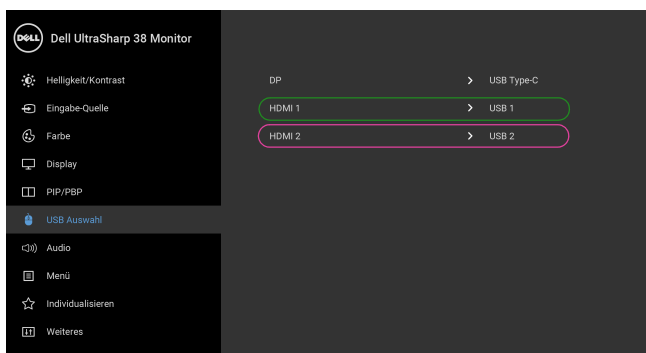 DELL Dell UltraSharp 38 Monitor
Helligkeit/Kontrast
DP > USB Type-C
Eingabe-Quelle
HDMI 1 > USB 1
Farbe
HDMI 2 > USB 2
Display
PIP/PBP
USB Auswahl
Audio
Menü
Individualisieren
Weiteres